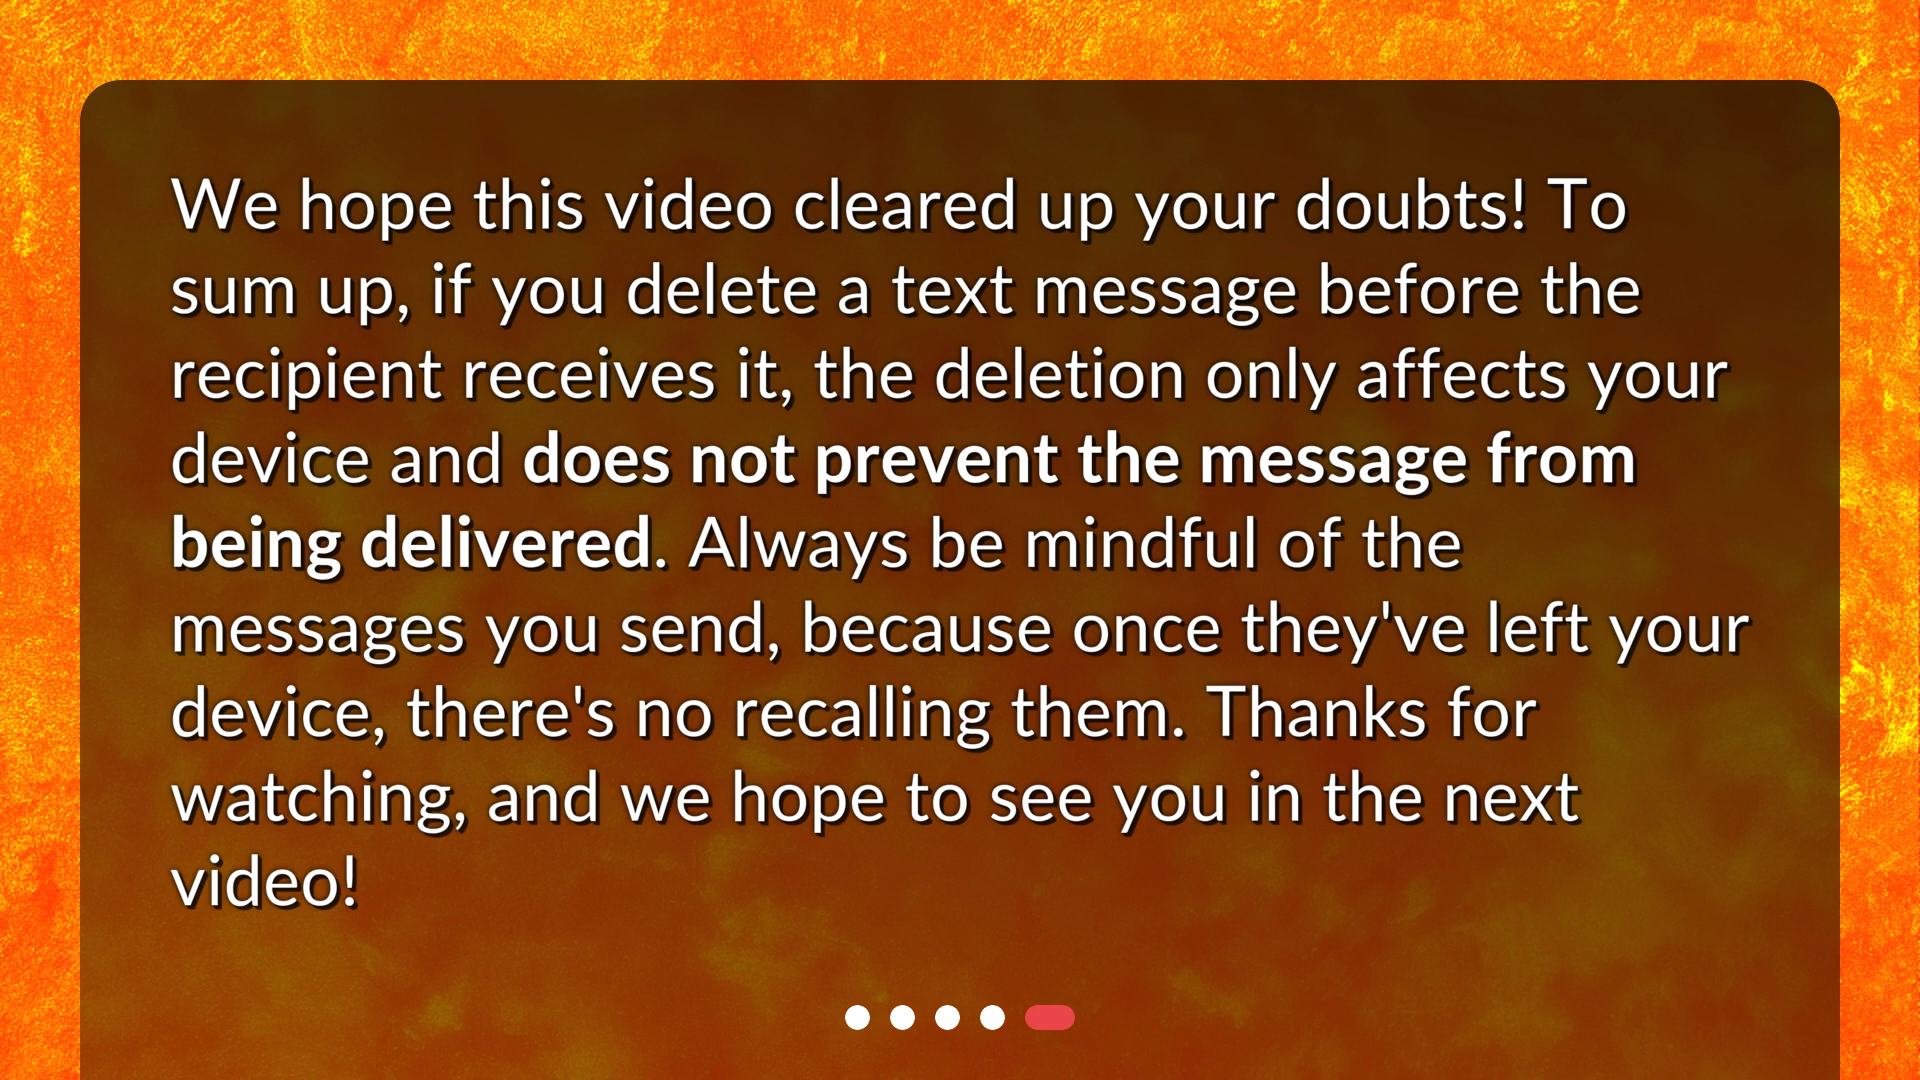 We hope this video cleared up your doubts! To
sum up, if you delete a text message before the
recipient receives it, the deletion only affects your
device and does not prevent the message from
being delivered. Always be mindful of the
messages you send, because once they've left your
device, there's no recalling them. Thanks for
watching, and we hope to see you in the next
video!